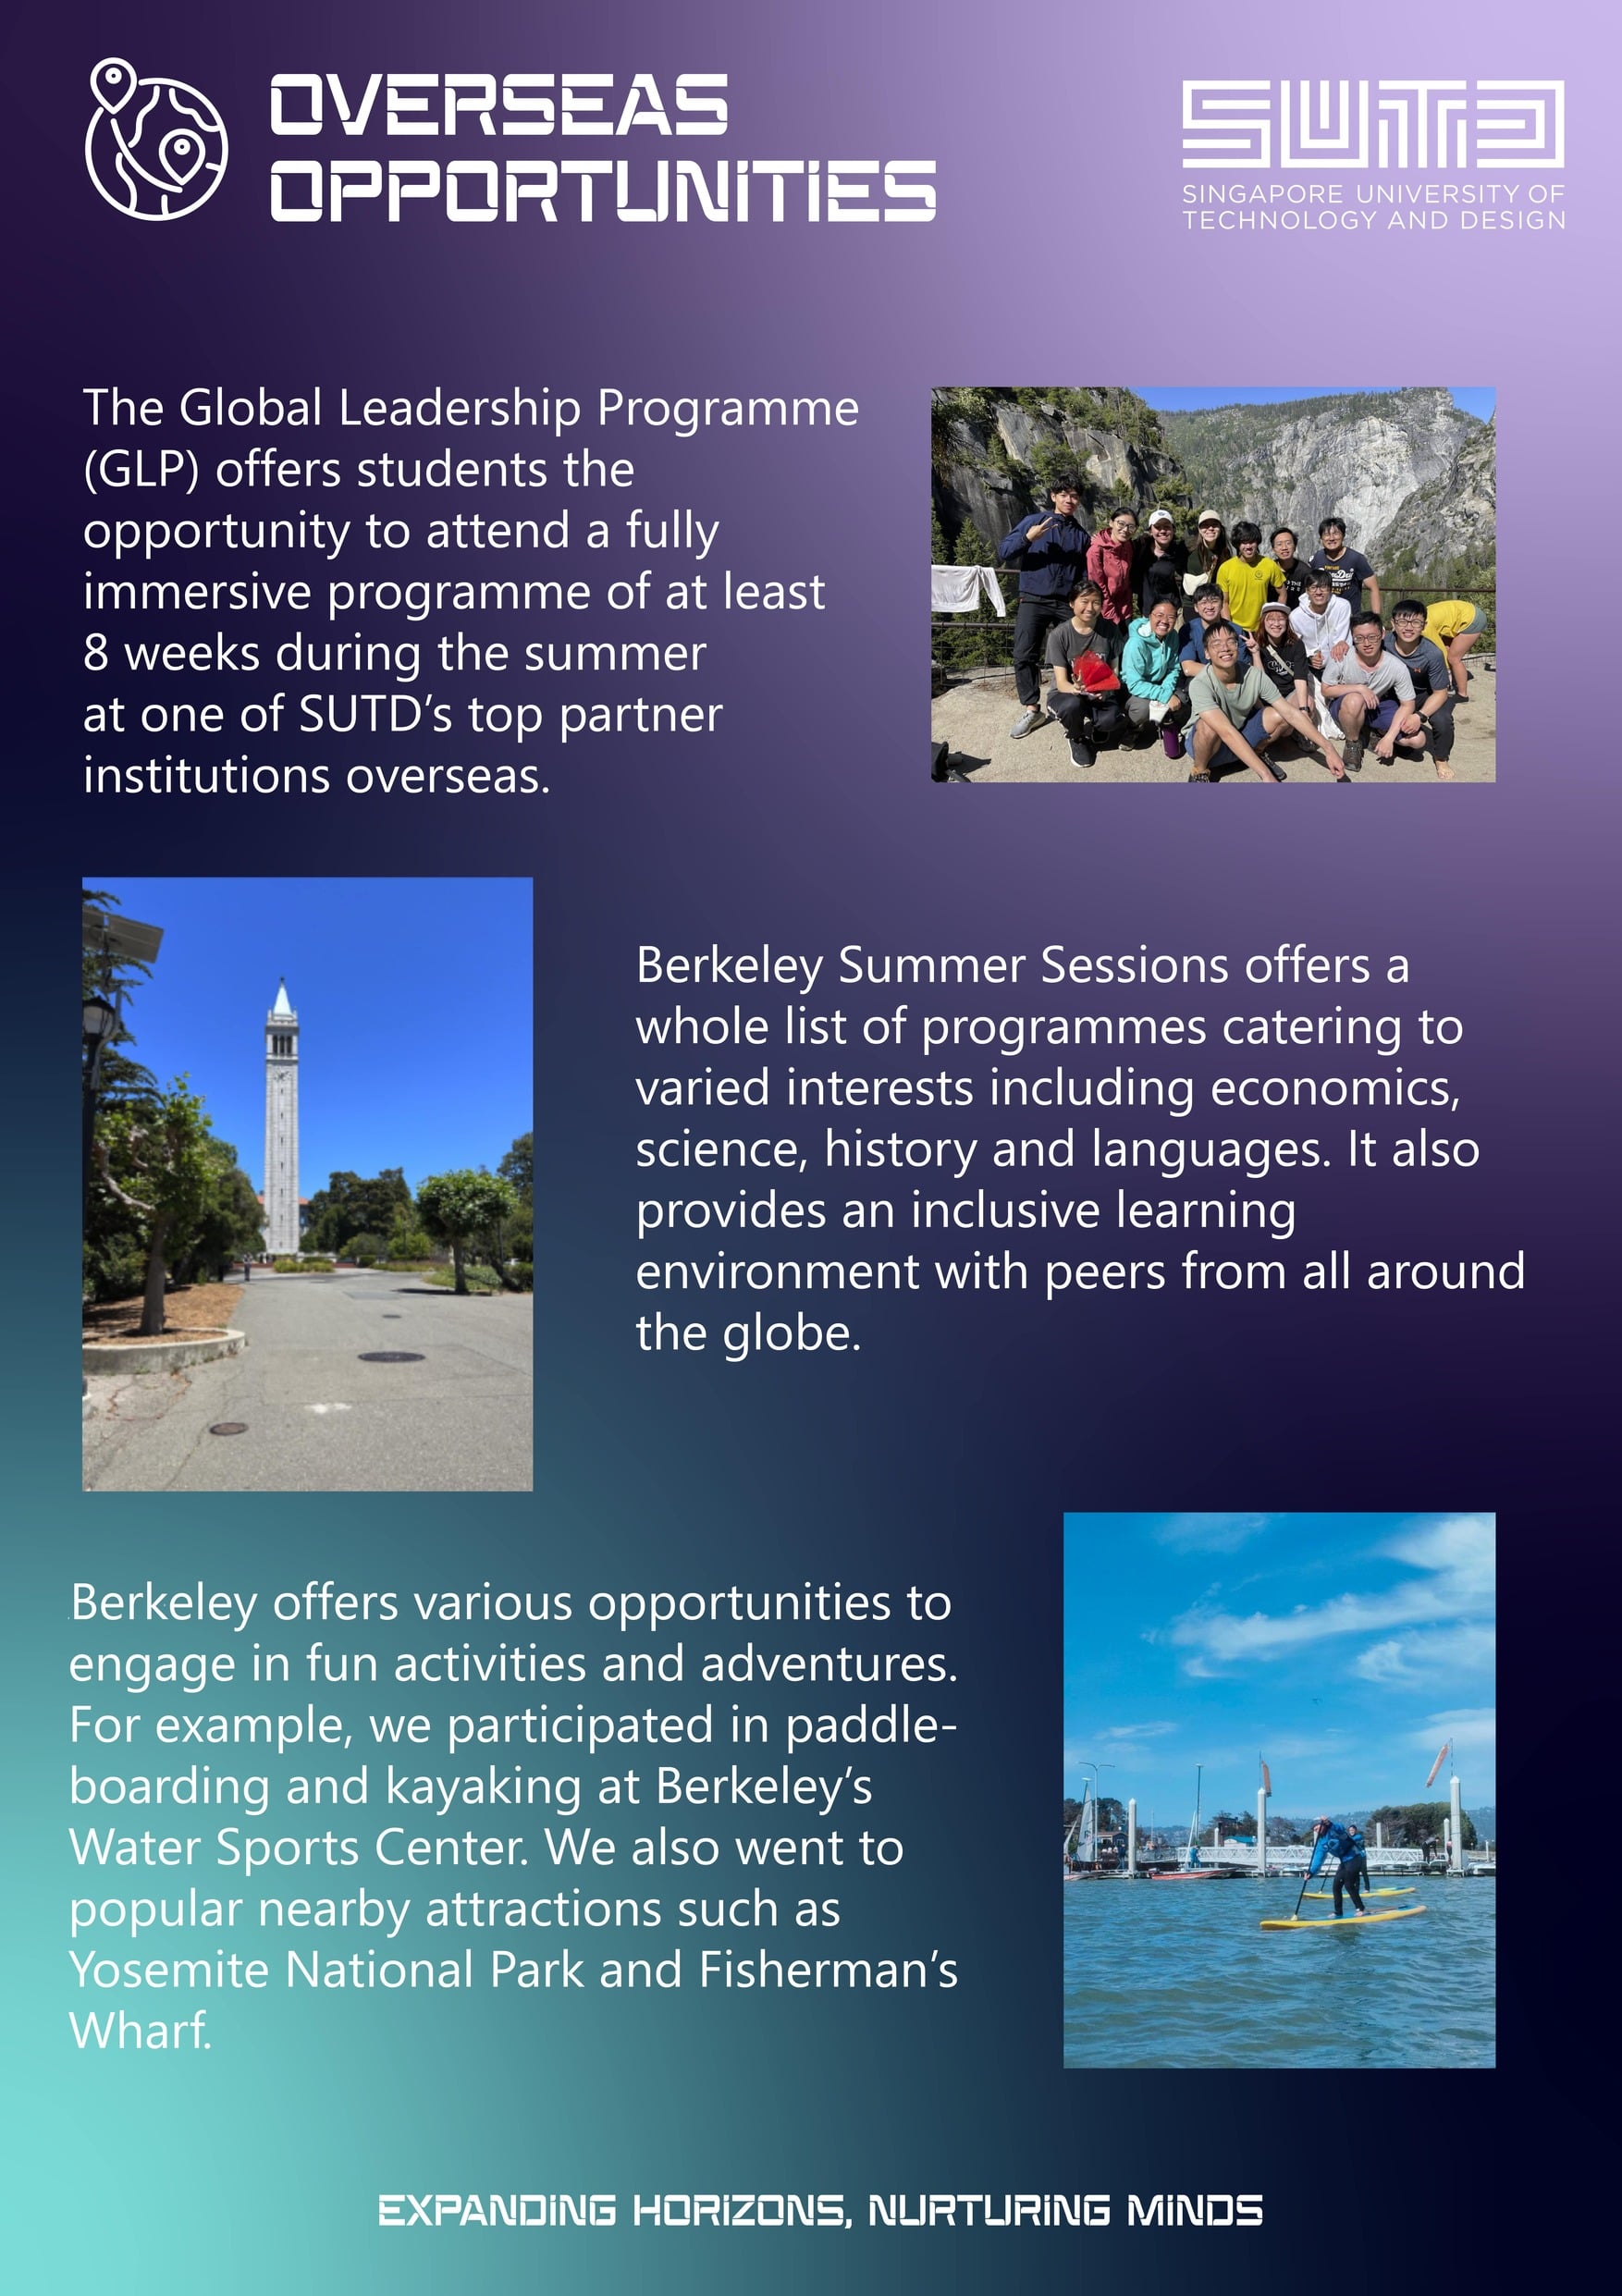 OVERSEAS
OPPORTUNITIES
SUTD
SINGAPORE UNIVERSITY OF
TECHNOLOGY AND DESIGN
The Global Leadership Programme
(GLP) offers students the
opportunity to attend a fully
immersive programme of at least
8 weeks during the summer
at one of SUTD’s top partner
institutions overseas.
Berkeley Summer Sessions offers a
whole list of programmes catering to
varied interests including economics,
science, history and languages. It also
provides an inclusive learning
environment with peers from all around
the globe.
Berkeley offers various opportunities to
engage in fun activities and adventures.
For example, we participated in paddle-
boarding and kayaking at Berkeley’s
Water Sports Center. We also went to
popular nearby attractions such as
Yosemite National Park and Fisherman’s
Wharf.
EXPANDING HORIZONS, NURTURING MINDS